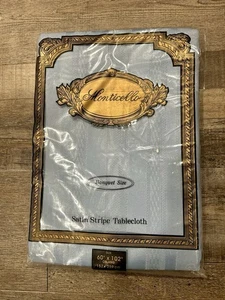 Monticello
Banquet Size
Satin Stripe Tablecloth
60" x 102"